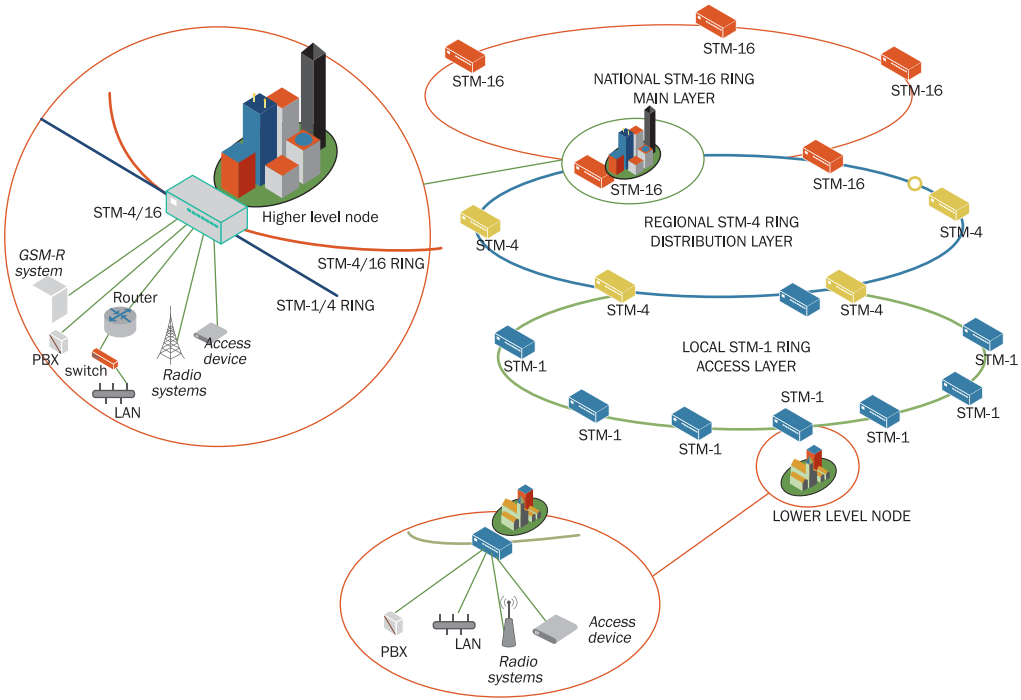 STM-16
STM-16
STM-16
NATIONAL STM-16 RING
MAIN LAYER
STM-16
STM-16
STM-4/16
Higher level node
STM-4
REGIONAL STM-4 RING
DISTRIBUTION LAYER
STM-4
GSM-R
system
STM-4/16 RING
STM-1/4 RING
Router
STM-4
STM-4
PBX
switch
Radio
systems
Access
device
LAN
STM-1
LOCAL STM-1 RING
ACCESS LAYER
STM-1
STM-1
STM-1
STM-1
STM-1
STM-1
LOWER LEVEL NODE
PBX
LAN
Radio
systems
Access
device